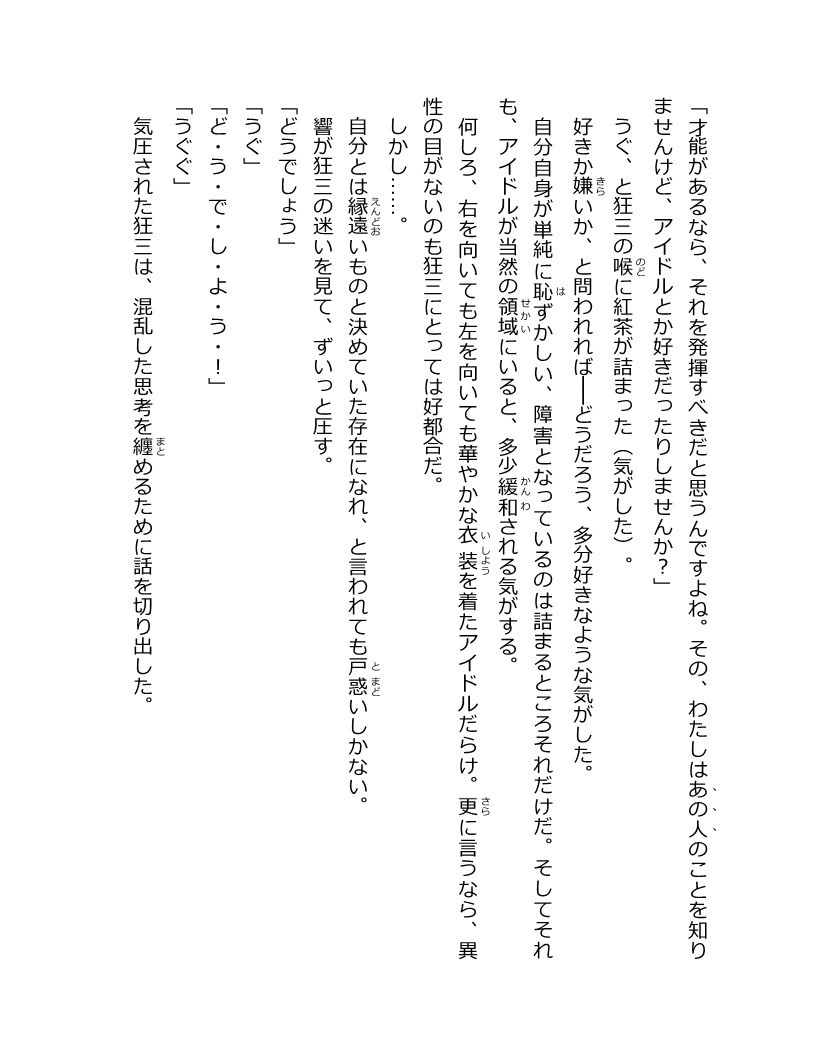 「才能があるなら、それを発揮すべきだと思うんですよね。その、わたしはあの人のことを知り
ませんけど、アイドルとか好きだったりしませんか？」
うぐ、と狂三の喉に紅茶が詰まった（気がした）。
好きか嫌いか、と問われれば――どうだろう、多分好きなような気がした。
自分自身が単純に恥ずかしい、障害となっているのは詰まるところそれだけだ。そしてそれ
も、アイドルが当然の領域にいると、多少緩和される気がする。
何しろ、右を向いても左を向いても華やかな衣装を着たアイドルだらけ。更に言うなら、異
性の目がないのも狂三にとっては好都合だ。
しかし……。
自分とは縁遠いものと決めていた存在になれ、と言われても戸惑いしかない。
響が狂三の迷いを見て、ずいっと圧す。
「どうでしょう」
「うぐ」
「ど・う・で・し・よ・う・！」
「うぐぐ」
気圧された狂三は、混乱した思考を纏めるために話を切り出した。